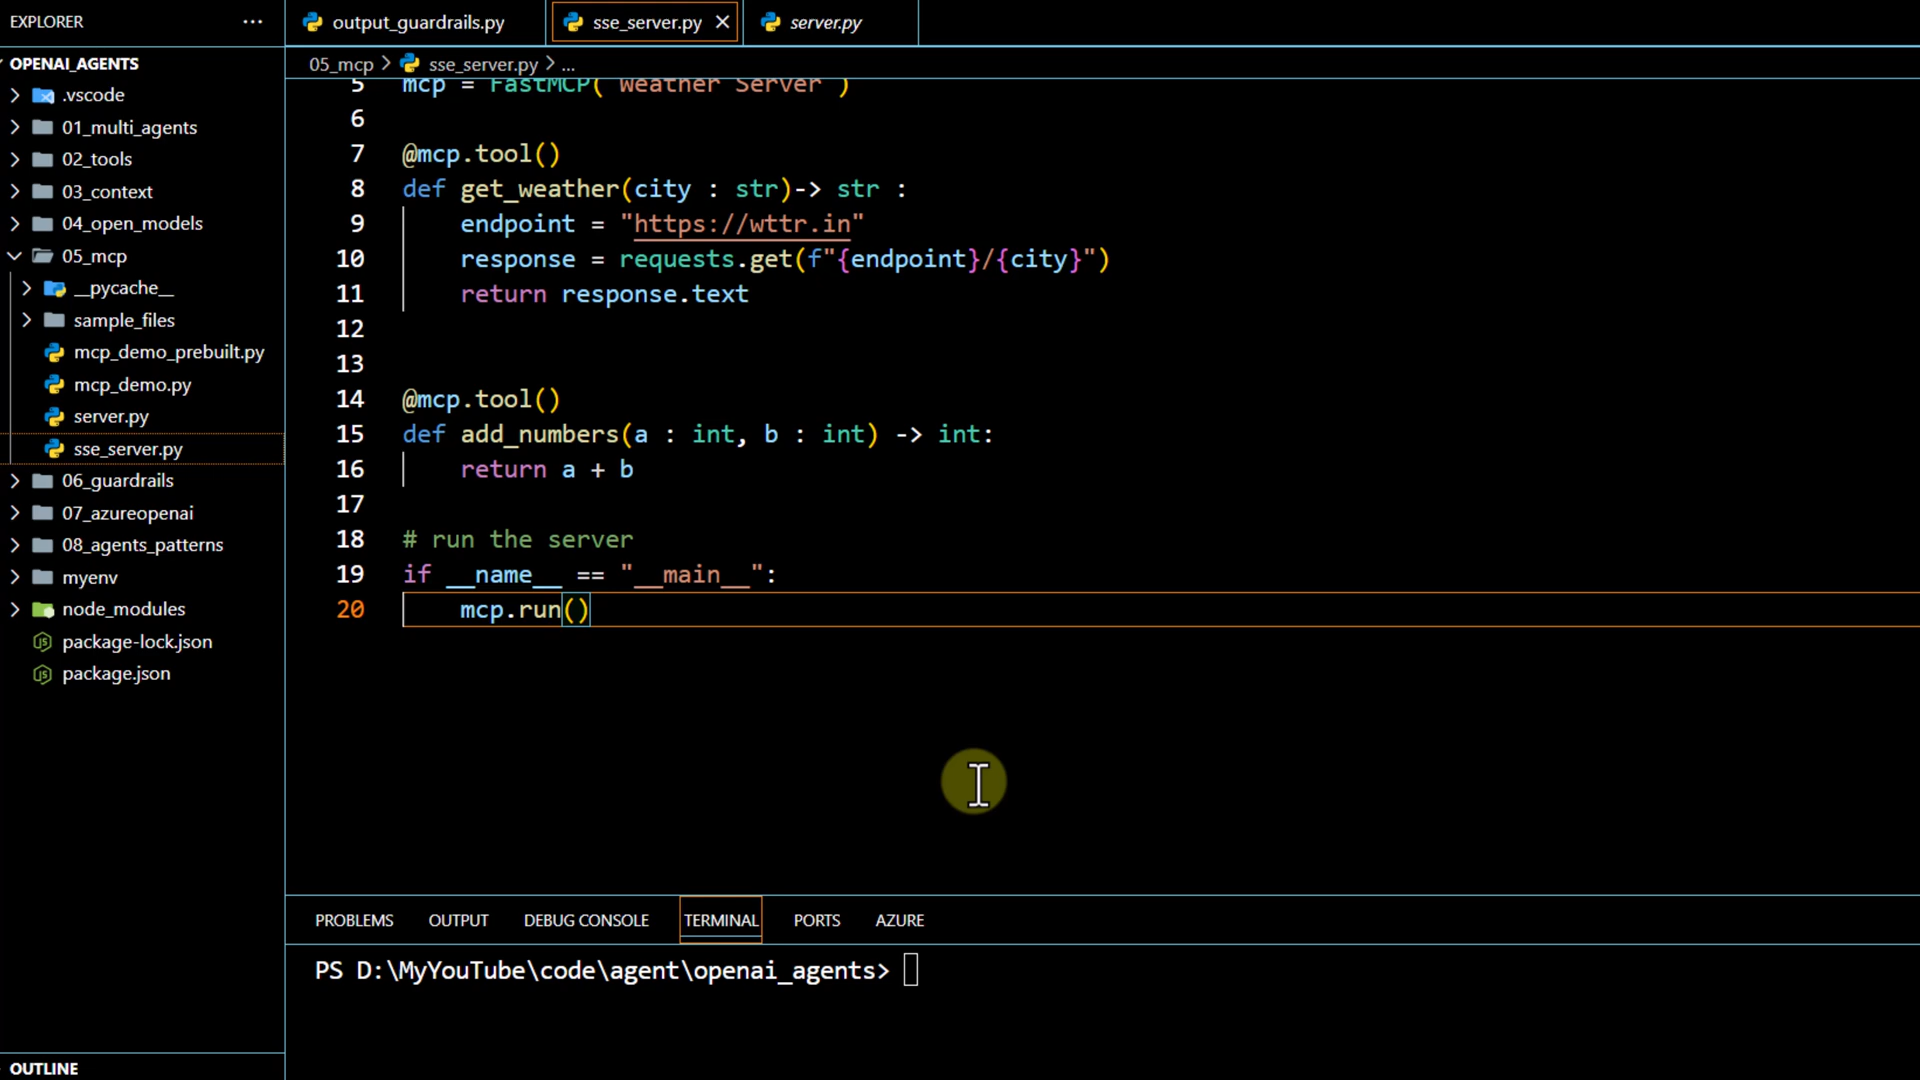 EXPLORER
OPENAI_AGENTS
.vscode
01_multi_agents
02_tools
03_context
04_open_models
05_mcp
__pycache__
sample_files
mcp_demo_prebuilt.py
mcp_demo.py
server.py
sse_server.py
06_guardrails
07_azureopenai
08_agents_patterns
myenv
node_modules
package-lock.json
package.json
OUTLINE
output_guardrails.py
sse_server.py
server.py
05_mcp > sse_server.py > ...
5 mcp = FastMCP("Weather Server")
6
7 @mcp.tool()
8 def get_weather(city : str)-> str :
9 endpoint = "https://wttr.in"
10 response = requests.get(f"{endpoint}/{city}")
11 return response.text
12
13
14 @mcp.tool()
15 def add_numbers(a : int, b : int) -> int:
16 return a + b
17
18 # run the server
19 if __name__ == "__main__":
20 mcp.run()
PROBLEMS OUTPUT DEBUG CONSOLE TERMINAL PORTS AZURE
PS D:\MyYouTube\code\agent\openai_agents>